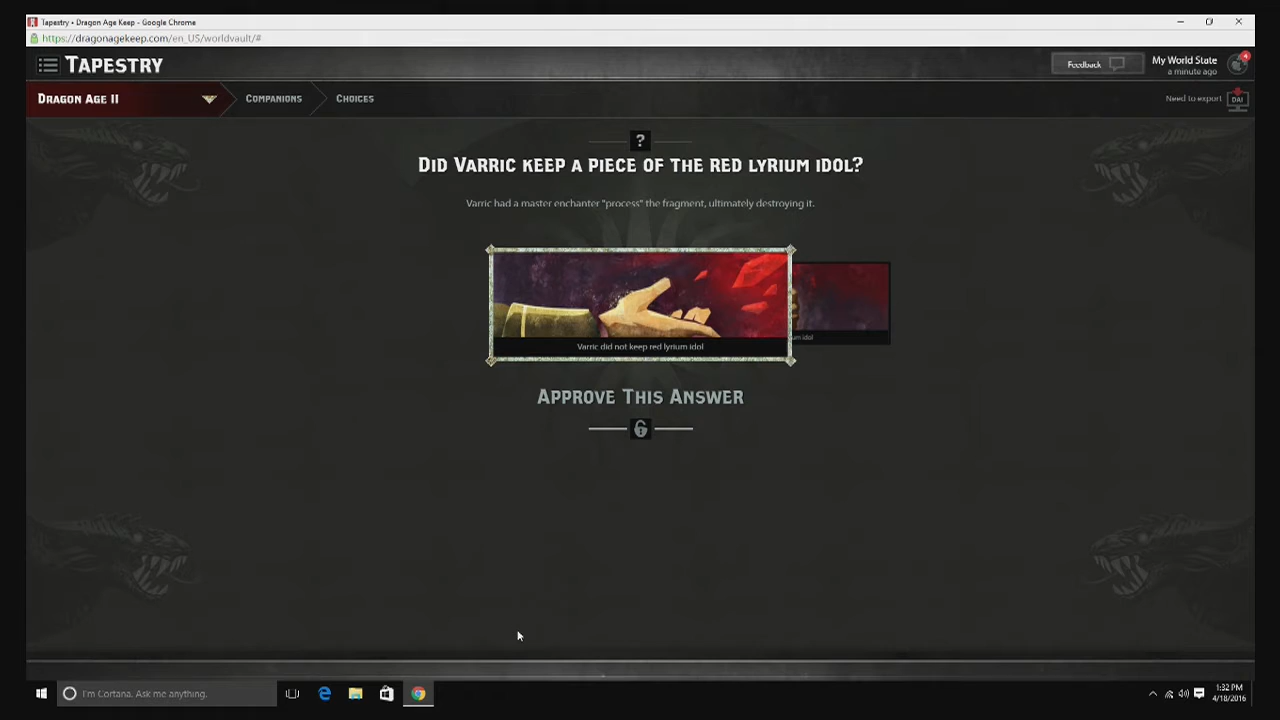 Tapestry • Dragon Age Keep - Google Chrome
https://dragonagekeep.com/en_US/worldvault/#
TAPESTRY
Feedback
My World State
a minute ago
4
DRAGON AGE II
COMPANIONS
CHOICES
Need to export
DAI
?
DID VARRIC KEEP A PIECE OF THE RED LYRIUM IDOL?
Varric had a master enchanter "process" the fragment, ultimately destroying it.
Varric did not keep red lyrium idol
idol
APPROVE THIS ANSWER
I'm Cortana. Ask me anything.
1:32 PM
4/18/2016